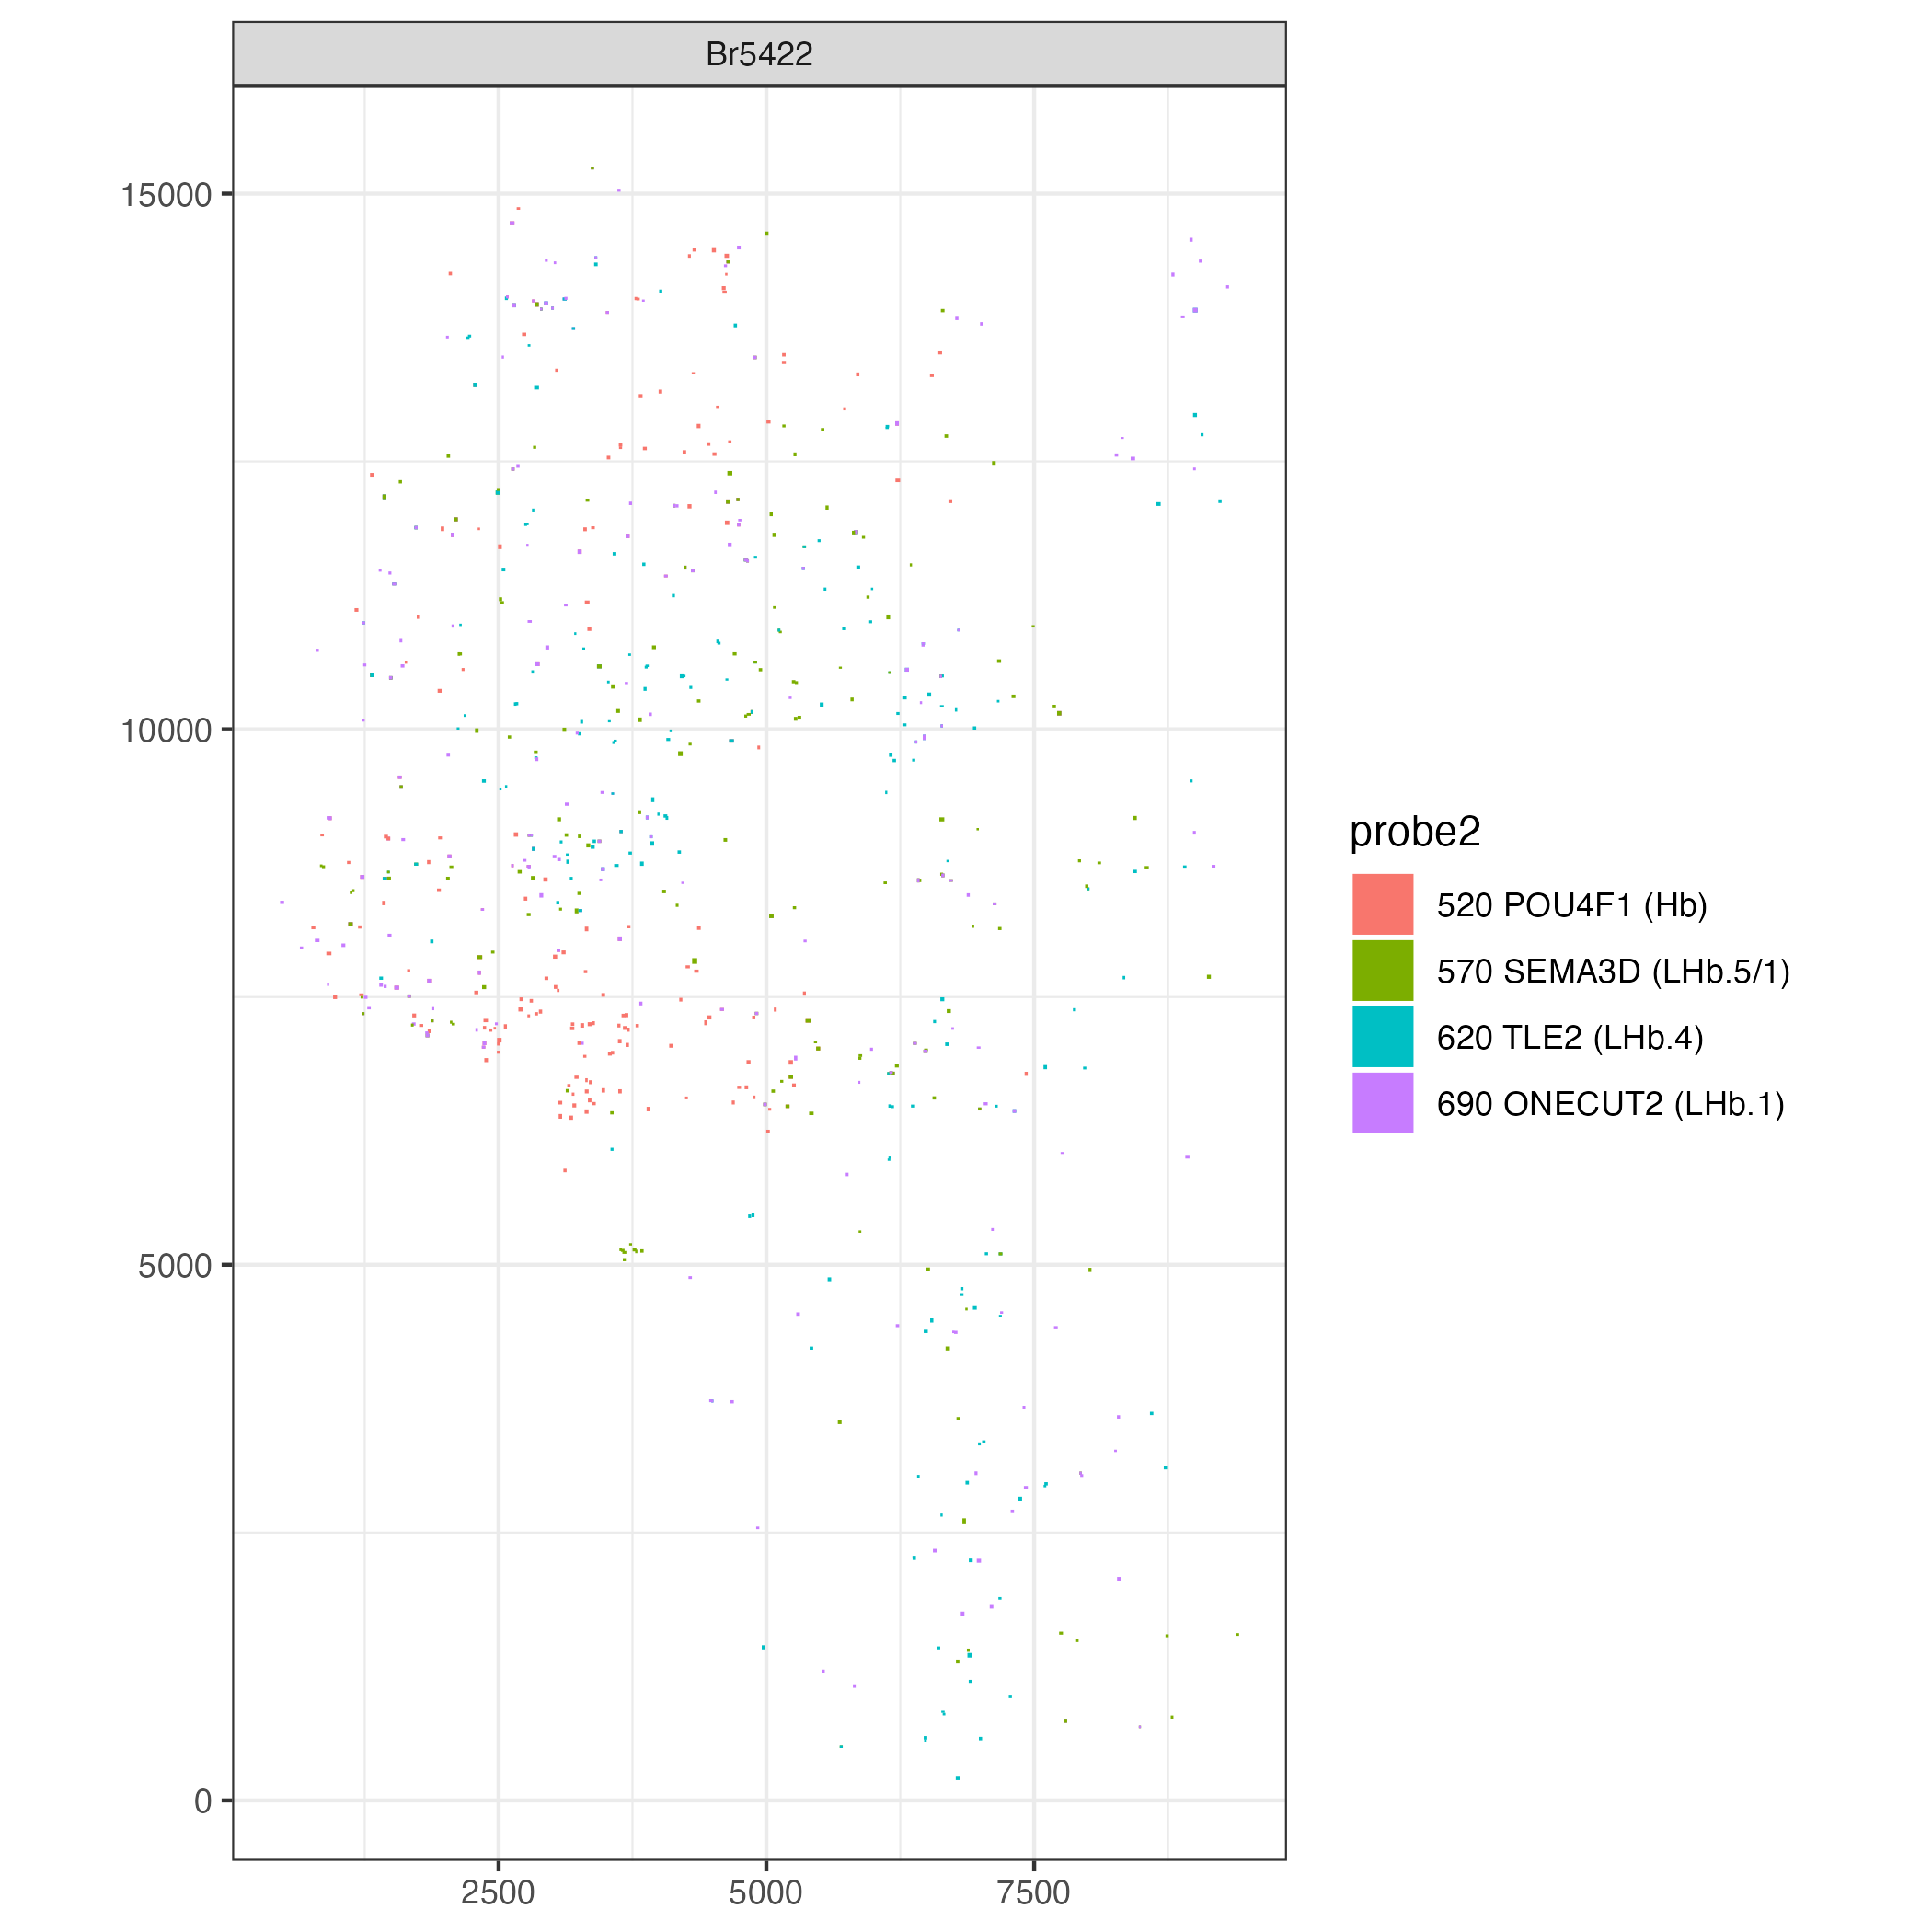 Br5422
15000
10000
5000
0
2500 5000 7500
probe2
520 POU4F1 (Hb)
570 SEMA3D (LHb.5/1)
620 TLE2 (LHb.4)
690 ONECUT2 (LHb.1)